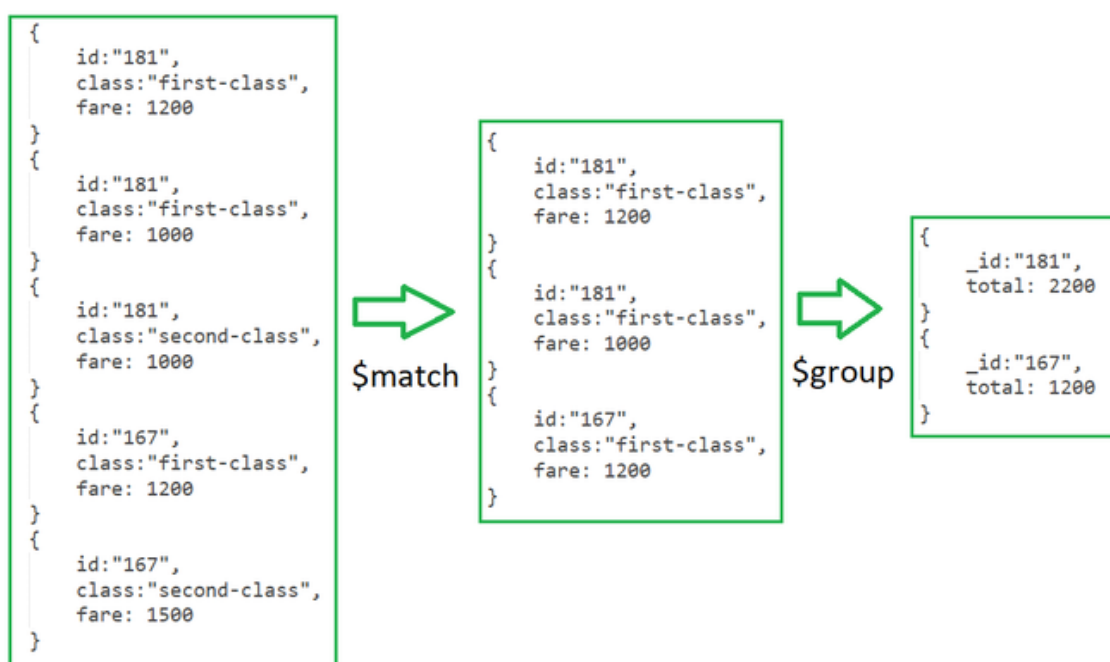 {
id:"181",
class:"first-class",
fare: 1200
}
{
id:"181",
class:"first-class",
fare: 1000
}
{
id:"181",
class:"second-class",
fare: 1000
}
{
id:"167",
class:"first-class",
fare: 1200
}
{
id:"167",
class:"second-class",
fare: 1500
}
$match
{
id:"181",
class:"first-class",
fare: 1200
}
{
id:"181",
class:"first-class",
fare: 1000
}
{
id:"167",
class:"first-class",
fare: 1200
}
$group
{
_id:"181",
total: 2200
}
{
_id:"167",
total: 1200
}